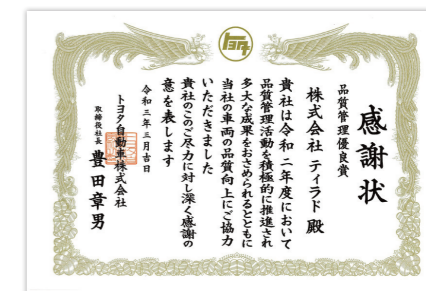 トヨタ
感謝状
品質管理優良賞
株式会社 ティラド 殿
貴社は令和二年度において
品質管理活動を積極的に推進され
多大な成果をおさめられるとともに
当社の車両の品質向上にご協力
いただきました
貴社のこのご尽力に対し深く感謝の
意を表します
令和三年三月吉日
トヨタ自動車株式会社
取締役社長 豊田章男